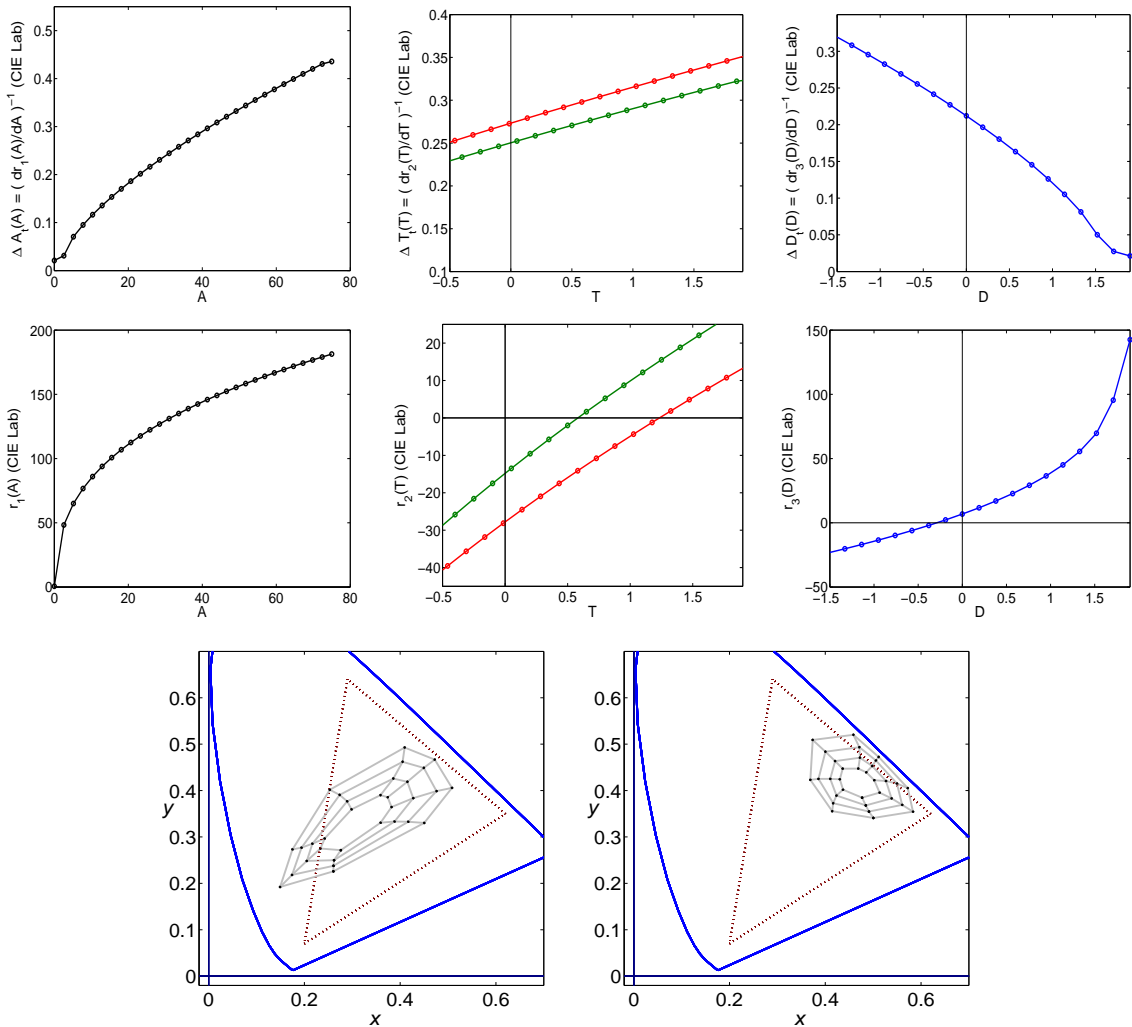 Δ A_t(A) = ( dr_1(A)/dA )^{-1} (CIE Lab)
0.5
0.4
0.3
0.2
0.1
0
0 20 40 60 80
A
Δ T_t(T) = ( dr_2(T)/dT )^{-1} (CIE Lab)
0.4
0.35
0.3
0.25
0.2
0.15
0.1
−0.5 0 0.5 1 1.5
T
Δ D_t(D) = ( dr_3(D)/dD )^{-1} (CIE Lab)
0.3
0.25
0.2
0.15
0.1
0.05
0
−1.5 −1 −0.5 0 0.5 1 1.5
D
r_1(A) (CIE Lab)
200
150
100
50
0
0 20 40 60 80
A
r_2(T) (CIE Lab)
20
10
0
−10
−20
−30
−40
−0.5 0 0.5 1 1.5
T
r_3(D) (CIE Lab)
150
100
50
0
−50
−1.5 −1 −0.5 0 0.5 1 1.5
D
y
0.6
0.5
0.4
0.3
0.2
0.1
0
0 0.2 0.4 0.6
x
y
0.6
0.5
0.4
0.3
0.2
0.1
0
0 0.2 0.4 0.6
x